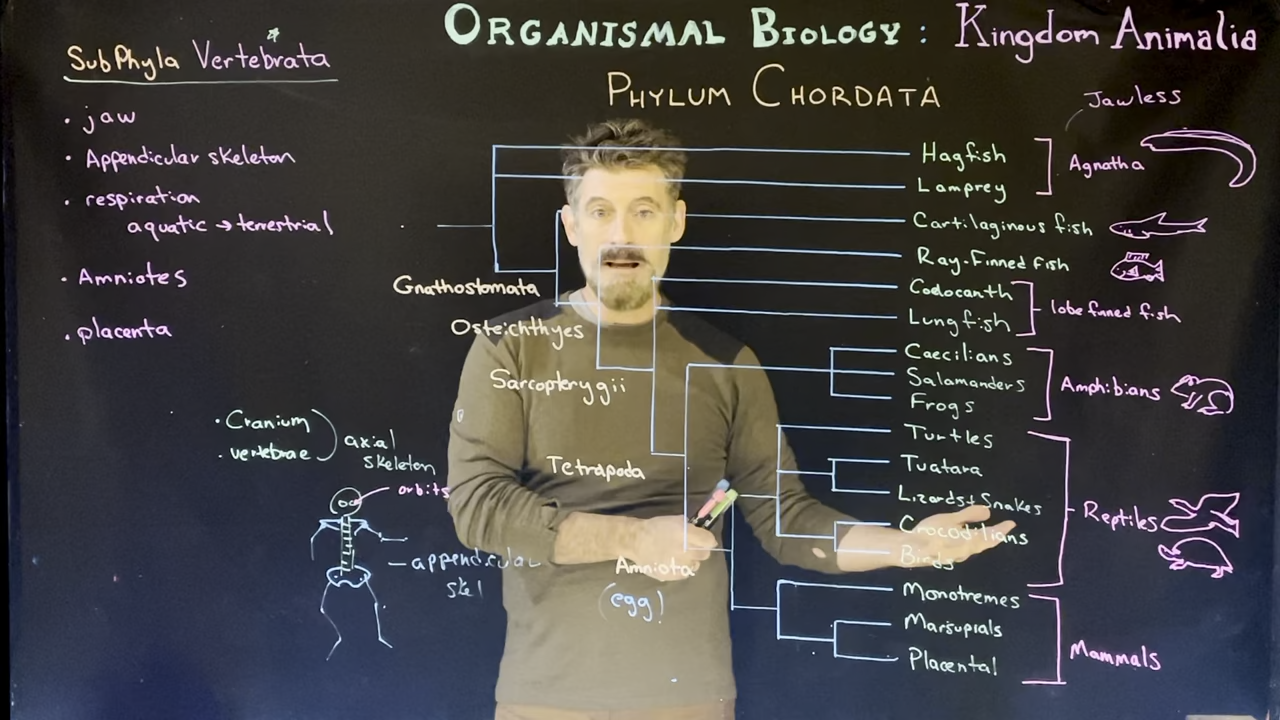 ORGANISMAL BIOLOGY : Kingdom Animalia
PHYLUM CHORDATA
SubPhyla Vertebrata
• jaw
• Appendicular skeleton
• respiration
aquatic → terrestrial
• Amniotes
• placenta
• Cranium
• vertebrae
axial
skeleton
orbits
appendicular
skel
Gnathostomata
Osteichthyes
Sarcopterygii
Tetrapoda
Amniota
(egg!)
Hagfish
Lamprey
Cartilaginous fish
Ray-Finned fish
Coelocanth
Lungfish
Caecilians
Salamanders
Frogs
Turtles
Tuatara
Lizards + Snakes
Crocodilians
Birds
Monotremes
Marsupials
Placental
Jawless
Agnatha
lobe finned fish
Amphibians
Reptiles
Mammals